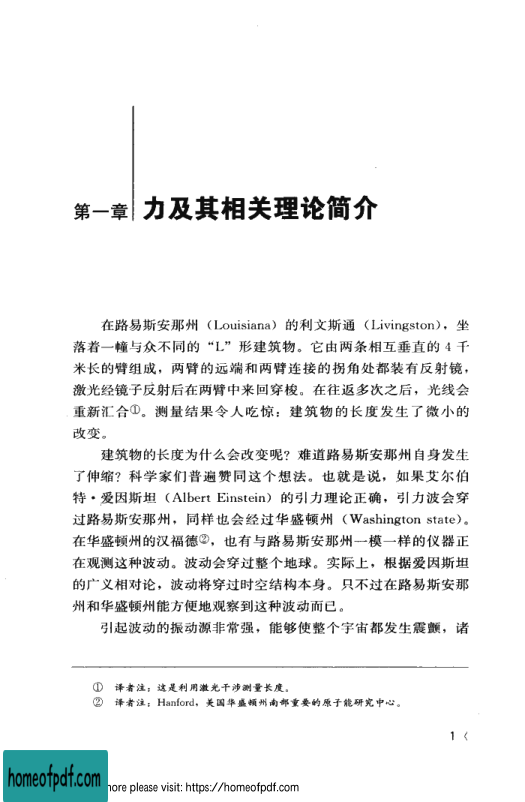 第一章 力及其相关理论简介
在路易斯安那州（Louisiana）的利文斯通（Livingston），坐
落着一幢与众不同的“L”形建筑物。它由两条相互垂直的 4 千
米长的臂组成，两臂的远端和两臂连接的拐角处都装有反射镜，
激光经镜子反射后在两臂中来回穿梭。在往返多次之后，光线会
重新汇合①。测量结果令人吃惊：建筑物的长度发生了微小的
改变。
建筑物的长度为什么会改变呢？难道路易斯安那州自身发生
了伸缩？科学家们普遍赞同这个想法。也就是说，如果艾尔伯
特·爱因斯坦（Albert Einstein）的引力理论正确，引力波会穿
过路易斯安那州，同样也会经过华盛顿州（Washington state）。
在华盛顿州的汉福德②，也有与路易斯安那州一模一样的仪器正
在观测这种波动。波动会穿过整个地球。实际上，根据爱因斯坦
的广义相对论，波动将穿过时空结构本身。只不过在路易斯安那
州和华盛顿州能方便地观察到这种波动而已。
引起波动的振动源非常强，能够使整个宇宙都发生震颤，诸
① 译者注：这是利用激光干涉测量长度。
② 译者注：Hanford，美国华盛顿州南部重要的原子能研究中心。
1 〈
homeofpdf.com
ore please visit: https://homeofpdf.com